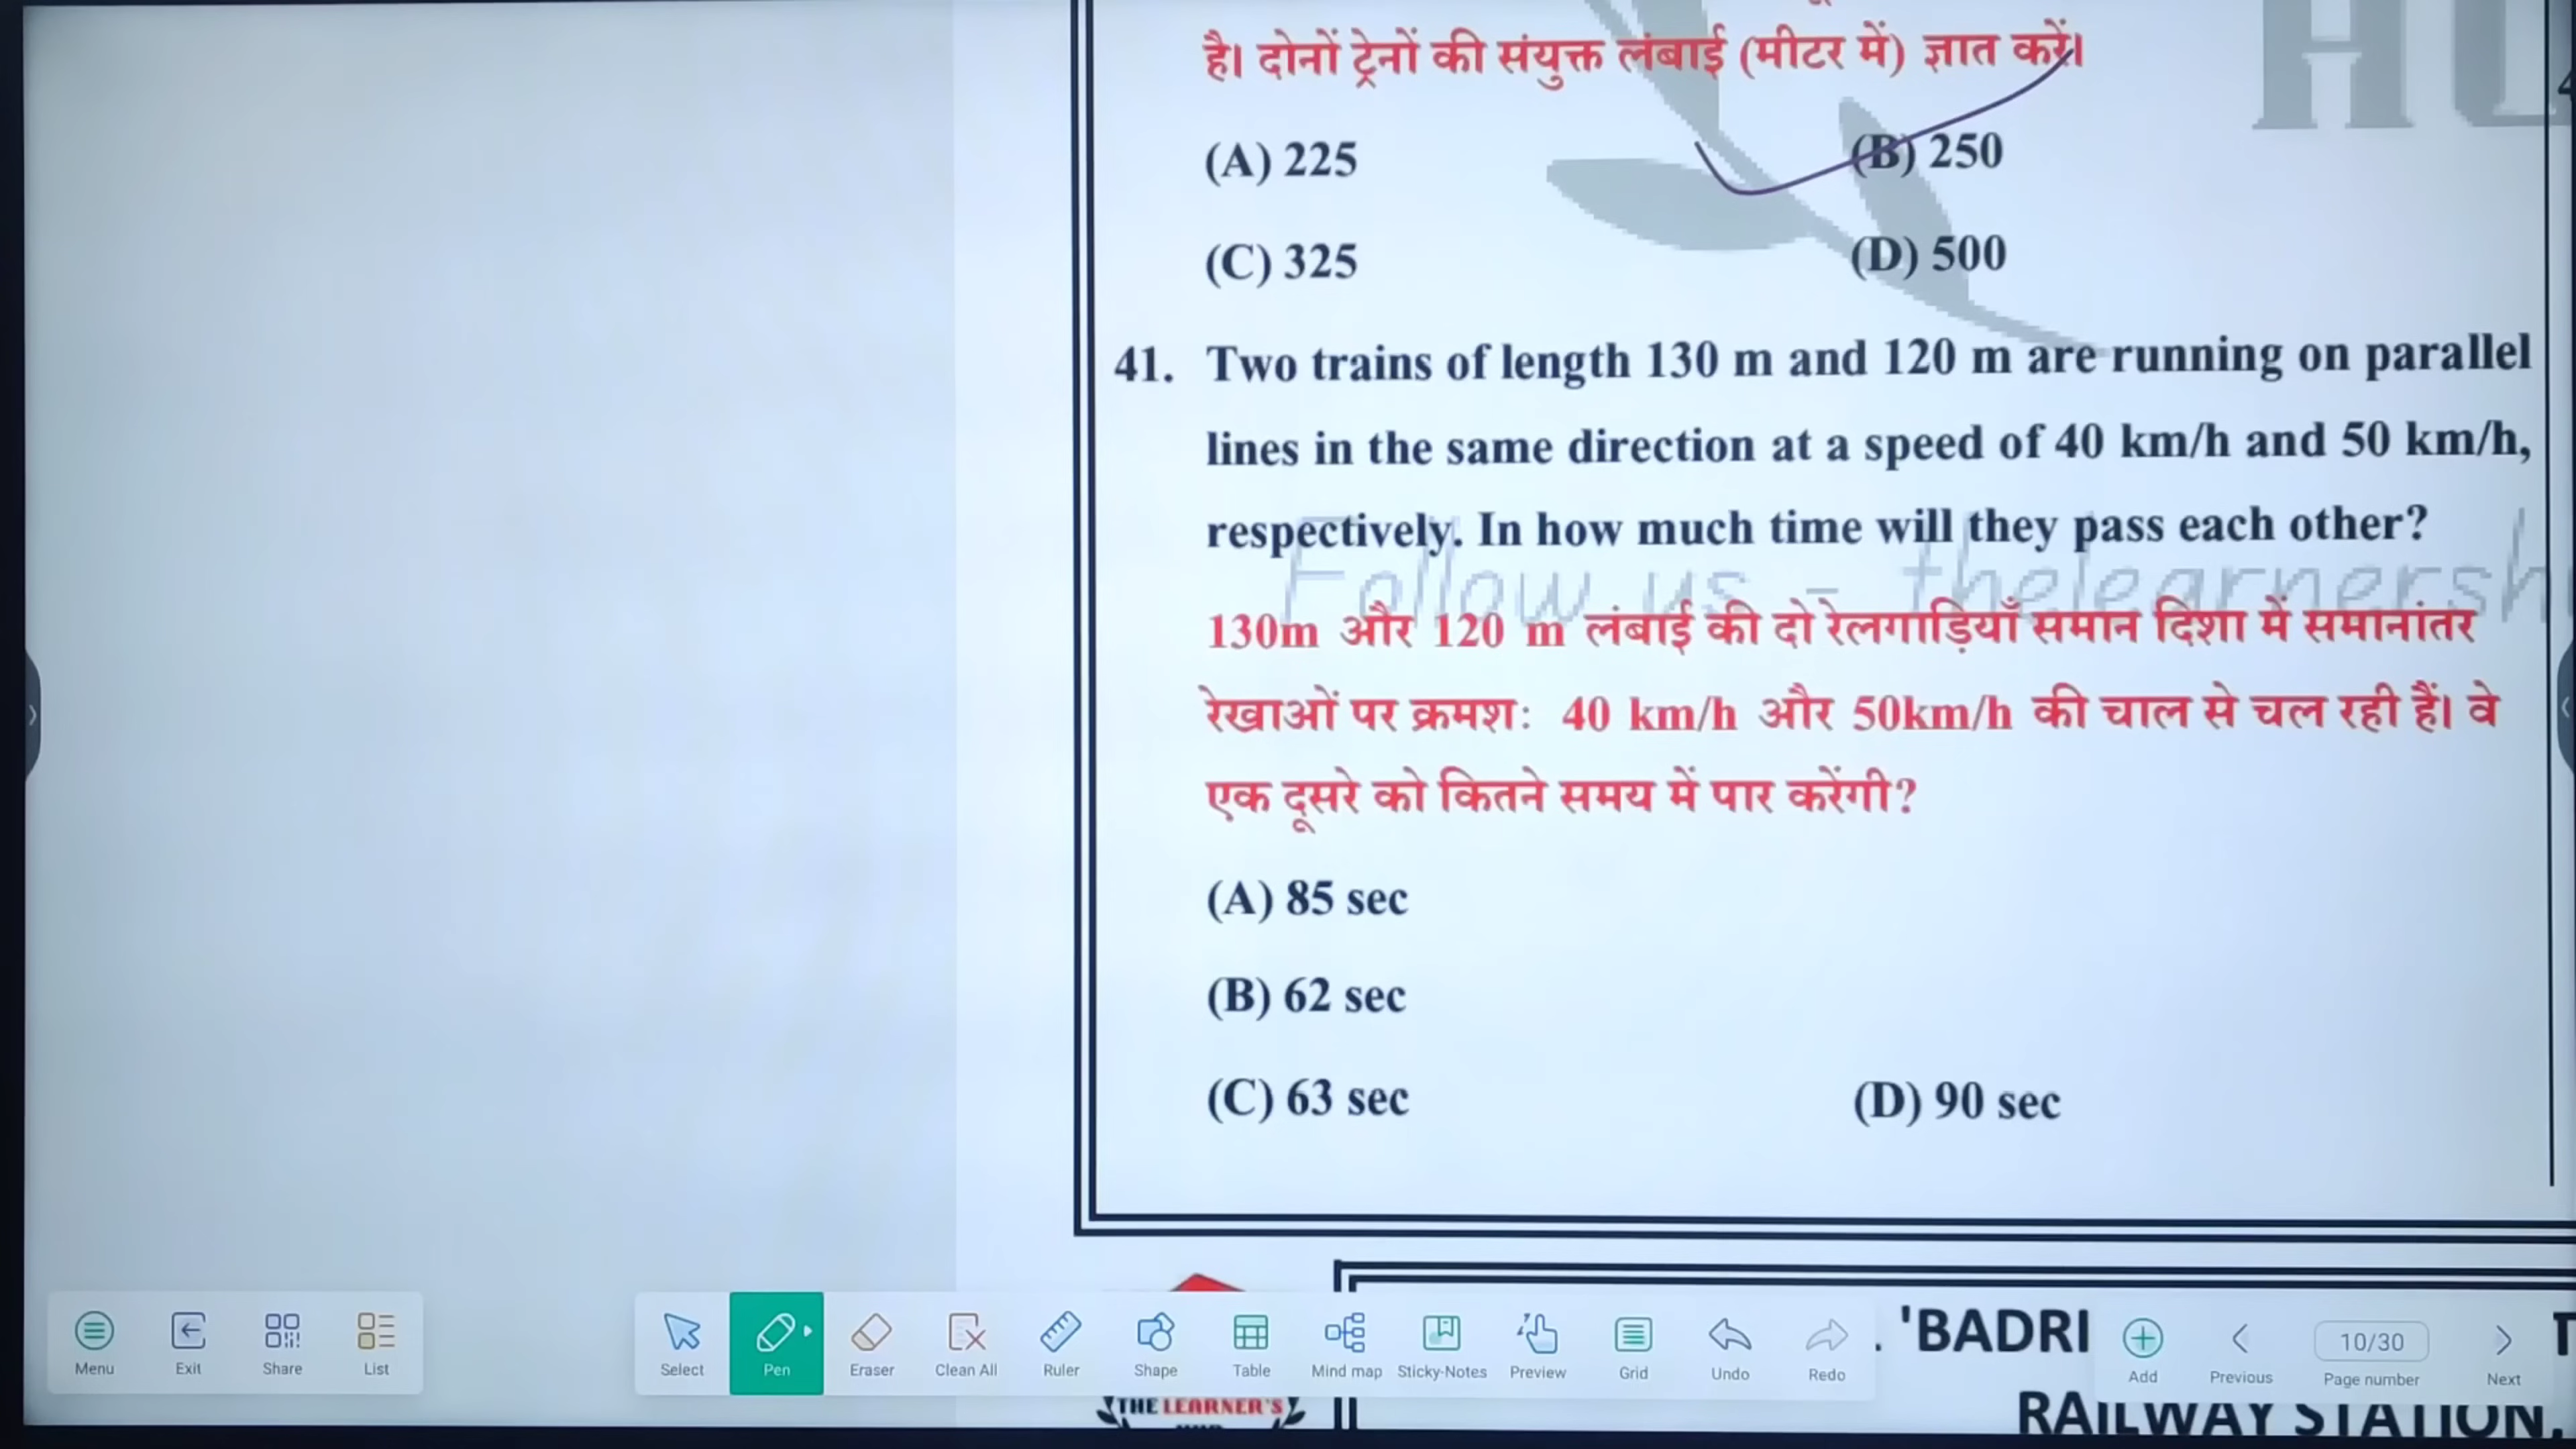 है। दोनों ट्रेनों की संयुक्त लंबाई (मीटर में) ज्ञात करें।
(A) 225 (B) 250
(C) 325 (D) 500
41. Two trains of length 130 m and 120 m are running on parallel
lines in the same direction at a speed of 40 km/h and 50 km/h,
respectively. In how much time will they pass each other?
Follow us - thelearnersh
130m और 120 m लंबाई की दो रेलगाड़ियाँ समान दिशा में समानांतर
रेखाओं पर क्रमश: 40 km/h और 50km/h की चाल से चल रही हैं। वे
एक दूसरे को कितने समय में पार करेंगी?
(A) 85 sec
(B) 62 sec
(C) 63 sec (D) 90 sec
Menu Exit Share List Select Pen Eraser Clean All Ruler Shape Table Mind map Sticky-Notes Preview Grid Undo Redo Add Previous Page number Next
10/30
'BADRI
THE LEARNER'S
RAILWAY STATION,